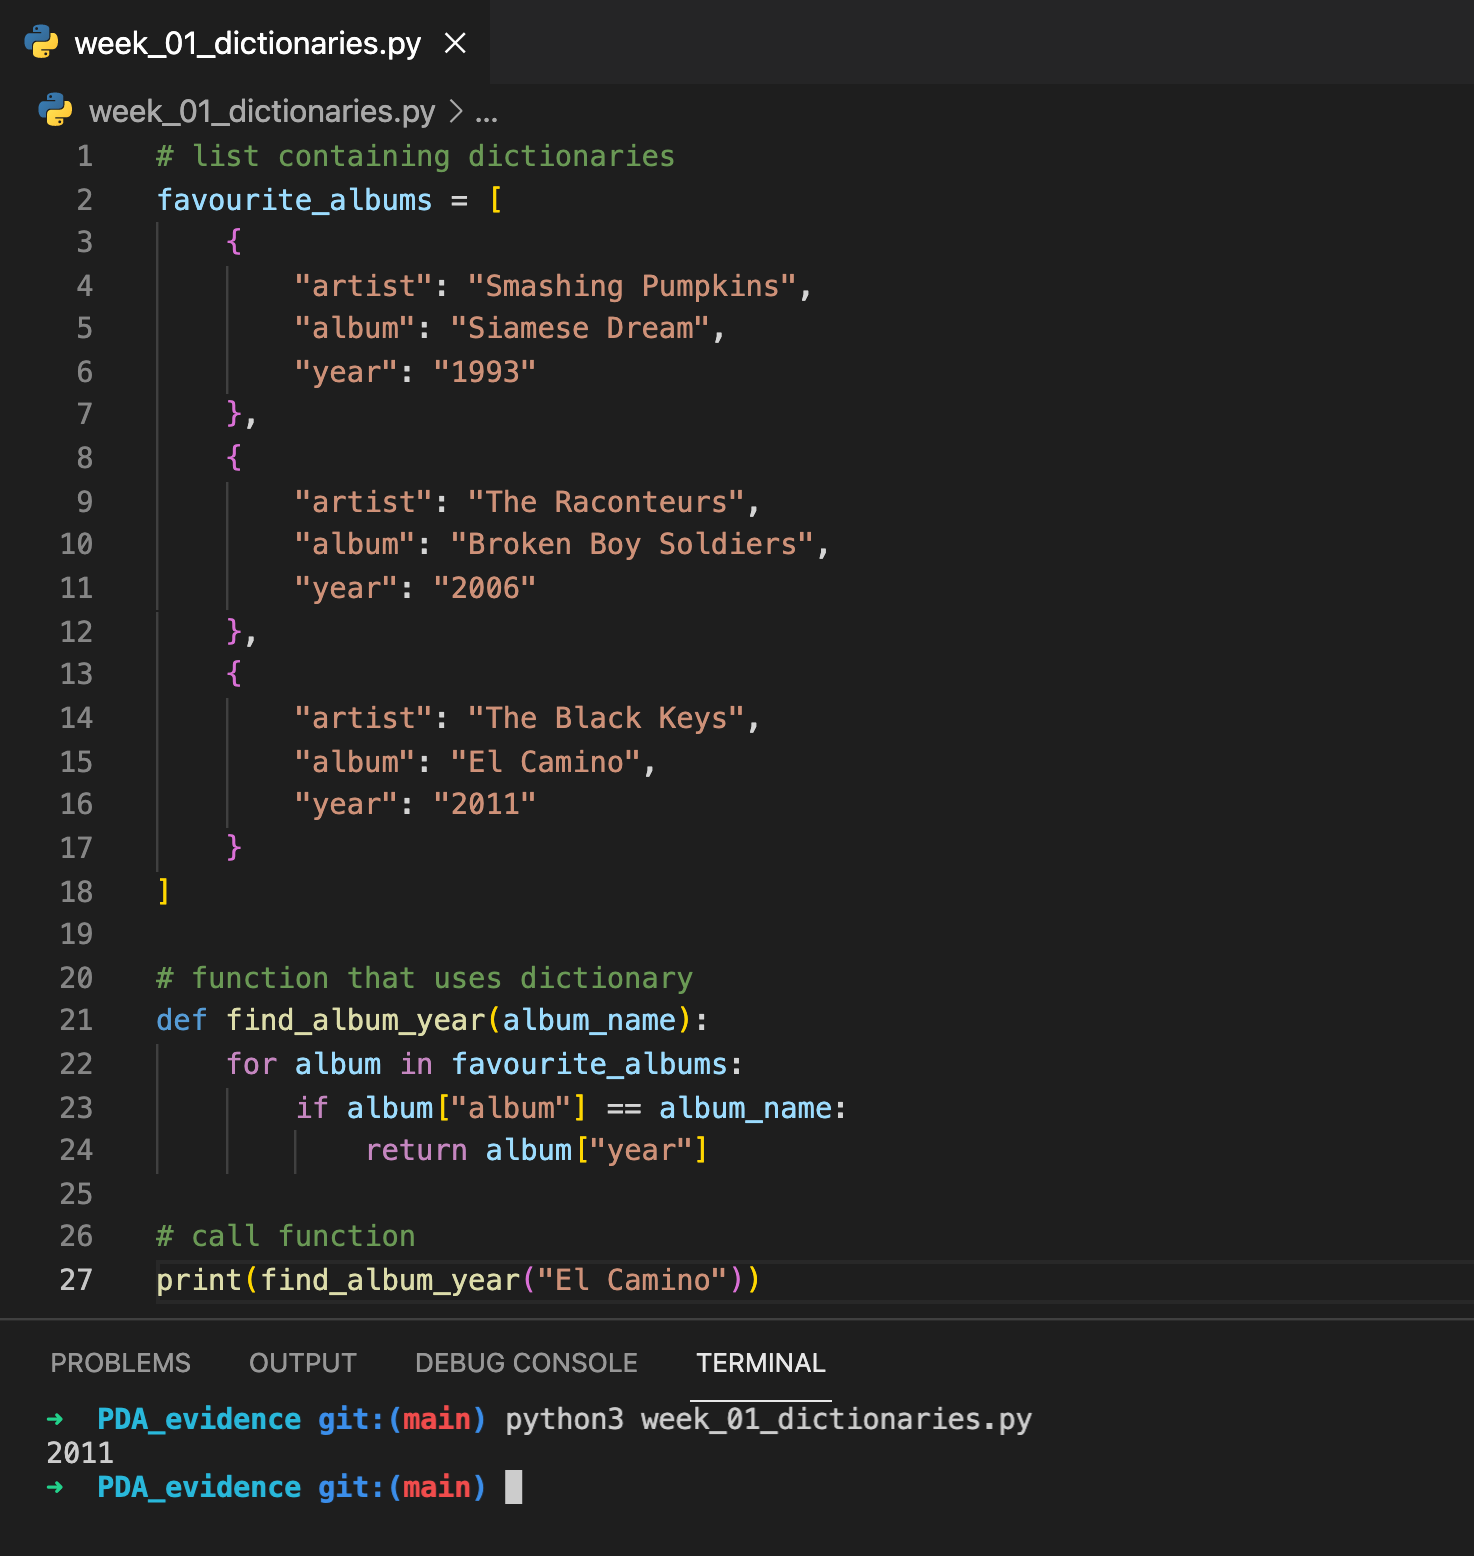 week_01_dictionaries.py
week_01_dictionaries.py > ...
1 # list containing dictionaries
2 favourite_albums = [
3     {
4         "artist": "Smashing Pumpkins",
5         "album": "Siamese Dream",
6         "year": "1993"
7     },
8     {
9         "artist": "The Raconteurs",
10         "album": "Broken Boy Soldiers",
11         "year": "2006"
12     },
13     {
14         "artist": "The Black Keys",
15         "album": "El Camino",
16         "year": "2011"
17     }
18 ]
19
20 # function that uses dictionary
21 def find_album_year(album_name):
22     for album in favourite_albums:
23         if album["album"] == album_name:
24             return album["year"]
25
26 # call function
27 print(find_album_year("El Camino"))
PROBLEMS OUTPUT DEBUG CONSOLE TERMINAL
➜ PDA_evidence git:(main) python3 week_01_dictionaries.py
2011
➜ PDA_evidence git:(main)